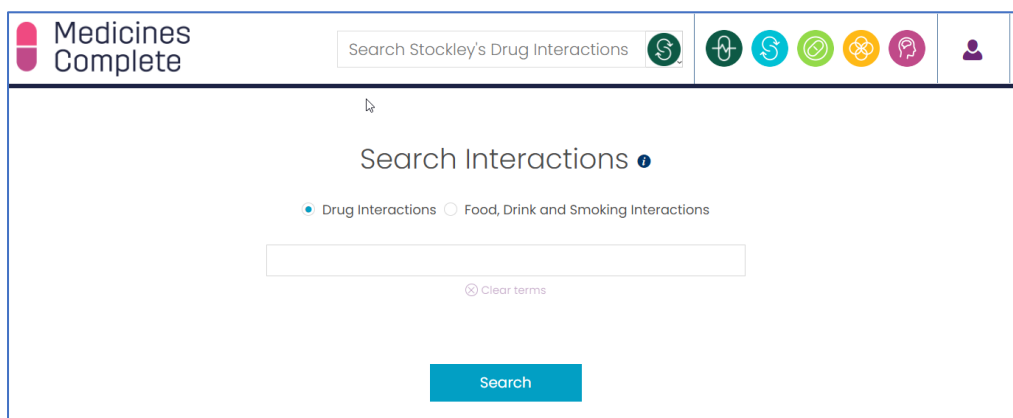 Medicines
Complete
Search Stockley's Drug Interactions
Search Interactions i
Drug Interactions Food, Drink and Smoking Interactions
Clear terms
Search